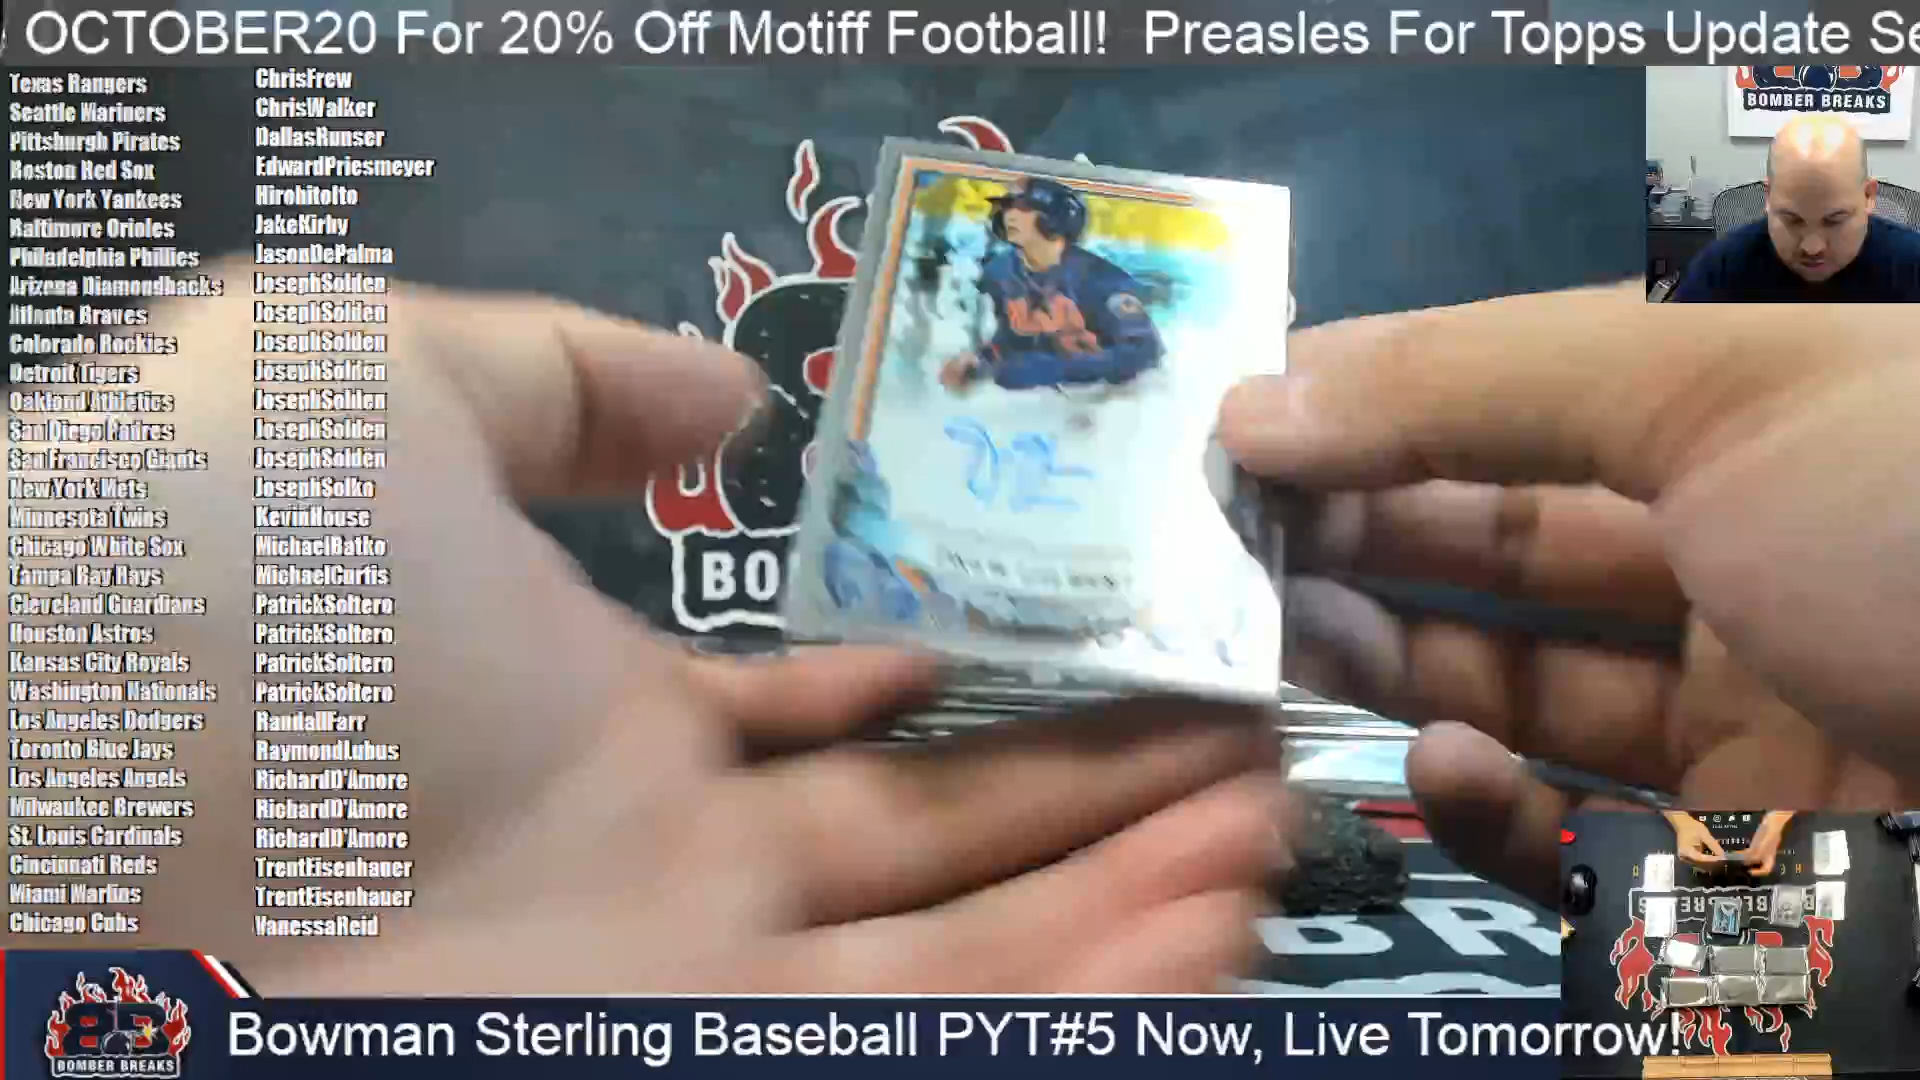 OCTOBER20 For 20% Off Motiff Football!  Preasles For Topps Update Se
Texas Rangers ChrisFrew
Seattle Mariners ChrisWalker
Pittsburgh Pirates DallasRunser
Boston Red Sox EdwardPriesmeyer
New York Yankees HirohitoIto
Baltimore Orioles JakeKirby
Philadelphia Phillies JasonDePalma
Arizona Diamondbacks JosephSolden
Atlanta Braves JosephSolden
Colorado Rockies JosephSolden
Detroit Tigers JosephSolden
Oakland Athletics JosephSolden
San Diego Padres JosephSolden
San Francisco Giants JosephSolden
New York Mets JosephSolko
Minnesota Twins KevinHouse
Chicago White Sox MichaelBatko
Tampa Bay Rays MichaelCurtis
Cleveland Guardians PatrickSoltero
Houston Astros PatrickSoltero
Kansas City Royals PatrickSoltero
Washington Nationals PatrickSoltero
Los Angeles Dodgers RandallFarr
Toronto Blue Jays RaymondLubus
Los Angeles Angels RichardD'Amore
Milwaukee Brewers RichardD'Amore
St. Louis Cardinals RichardD'Amore
Cincinnati Reds TrentEisenhauer
Miami Marlins TrentEisenhauer
Chicago Cubs VanessaReid
BOMBER BREAKS
BO
BR
BOMBER BREAKS
Bowman Sterling Baseball PYT#5 Now, Live Tomorrow!